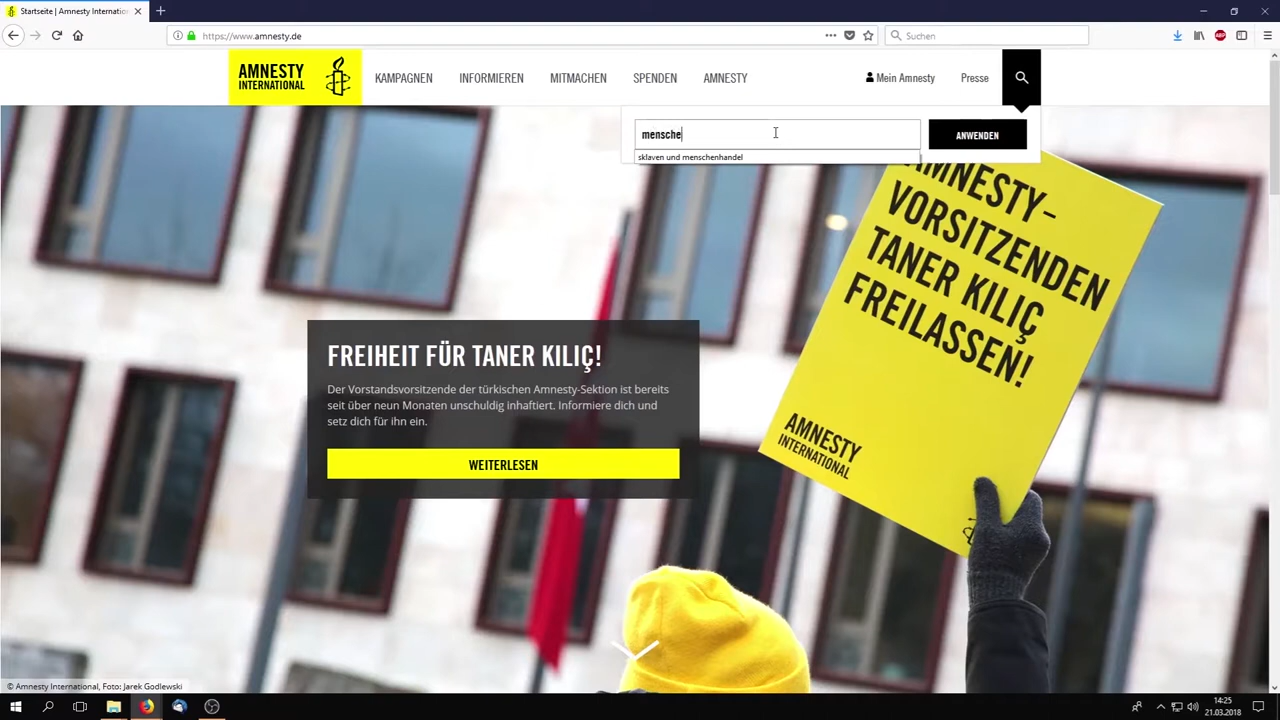 Startseite | Amnesty Internatio
https://www.amnesty.de
Suchen
AMNESTY
INTERNATIONAL
KAMPAGNEN
INFORMIEREN
MITMACHEN
SPENDEN
AMNESTY
Mein Amnesty
Presse
mensche
ANWENDEN
sklaven und menschenhandel
AMNESTY-
VORSITZENDEN
TANER KILIÇ
FREILASSEN!
AMNESTY
INTERNATIONAL
FREIHEIT FÜR TANER KILIÇ!
Der Vorstandsvorsitzende der türkischen Amnesty-Sektion ist bereits
seit über neun Monaten unschuldig inhaftiert. Informiere dich und
setz dich für ihn ein.
WEITERLESEN
© Amnesty International, Foto: Jarek Godlewski
14:25
21.03.2018